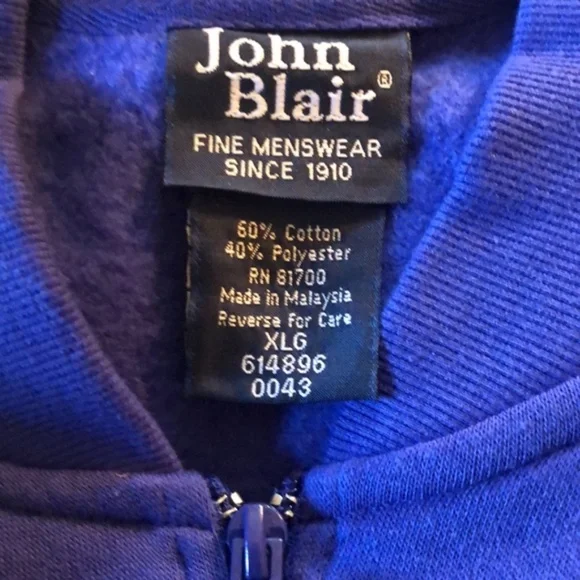 John
Blair®
FINE MENSWEAR
SINCE 1910
60% Cotton
40% Polyester
RN 81700
Made in Malaysia
Reverse For Care
XLG
614896
0043